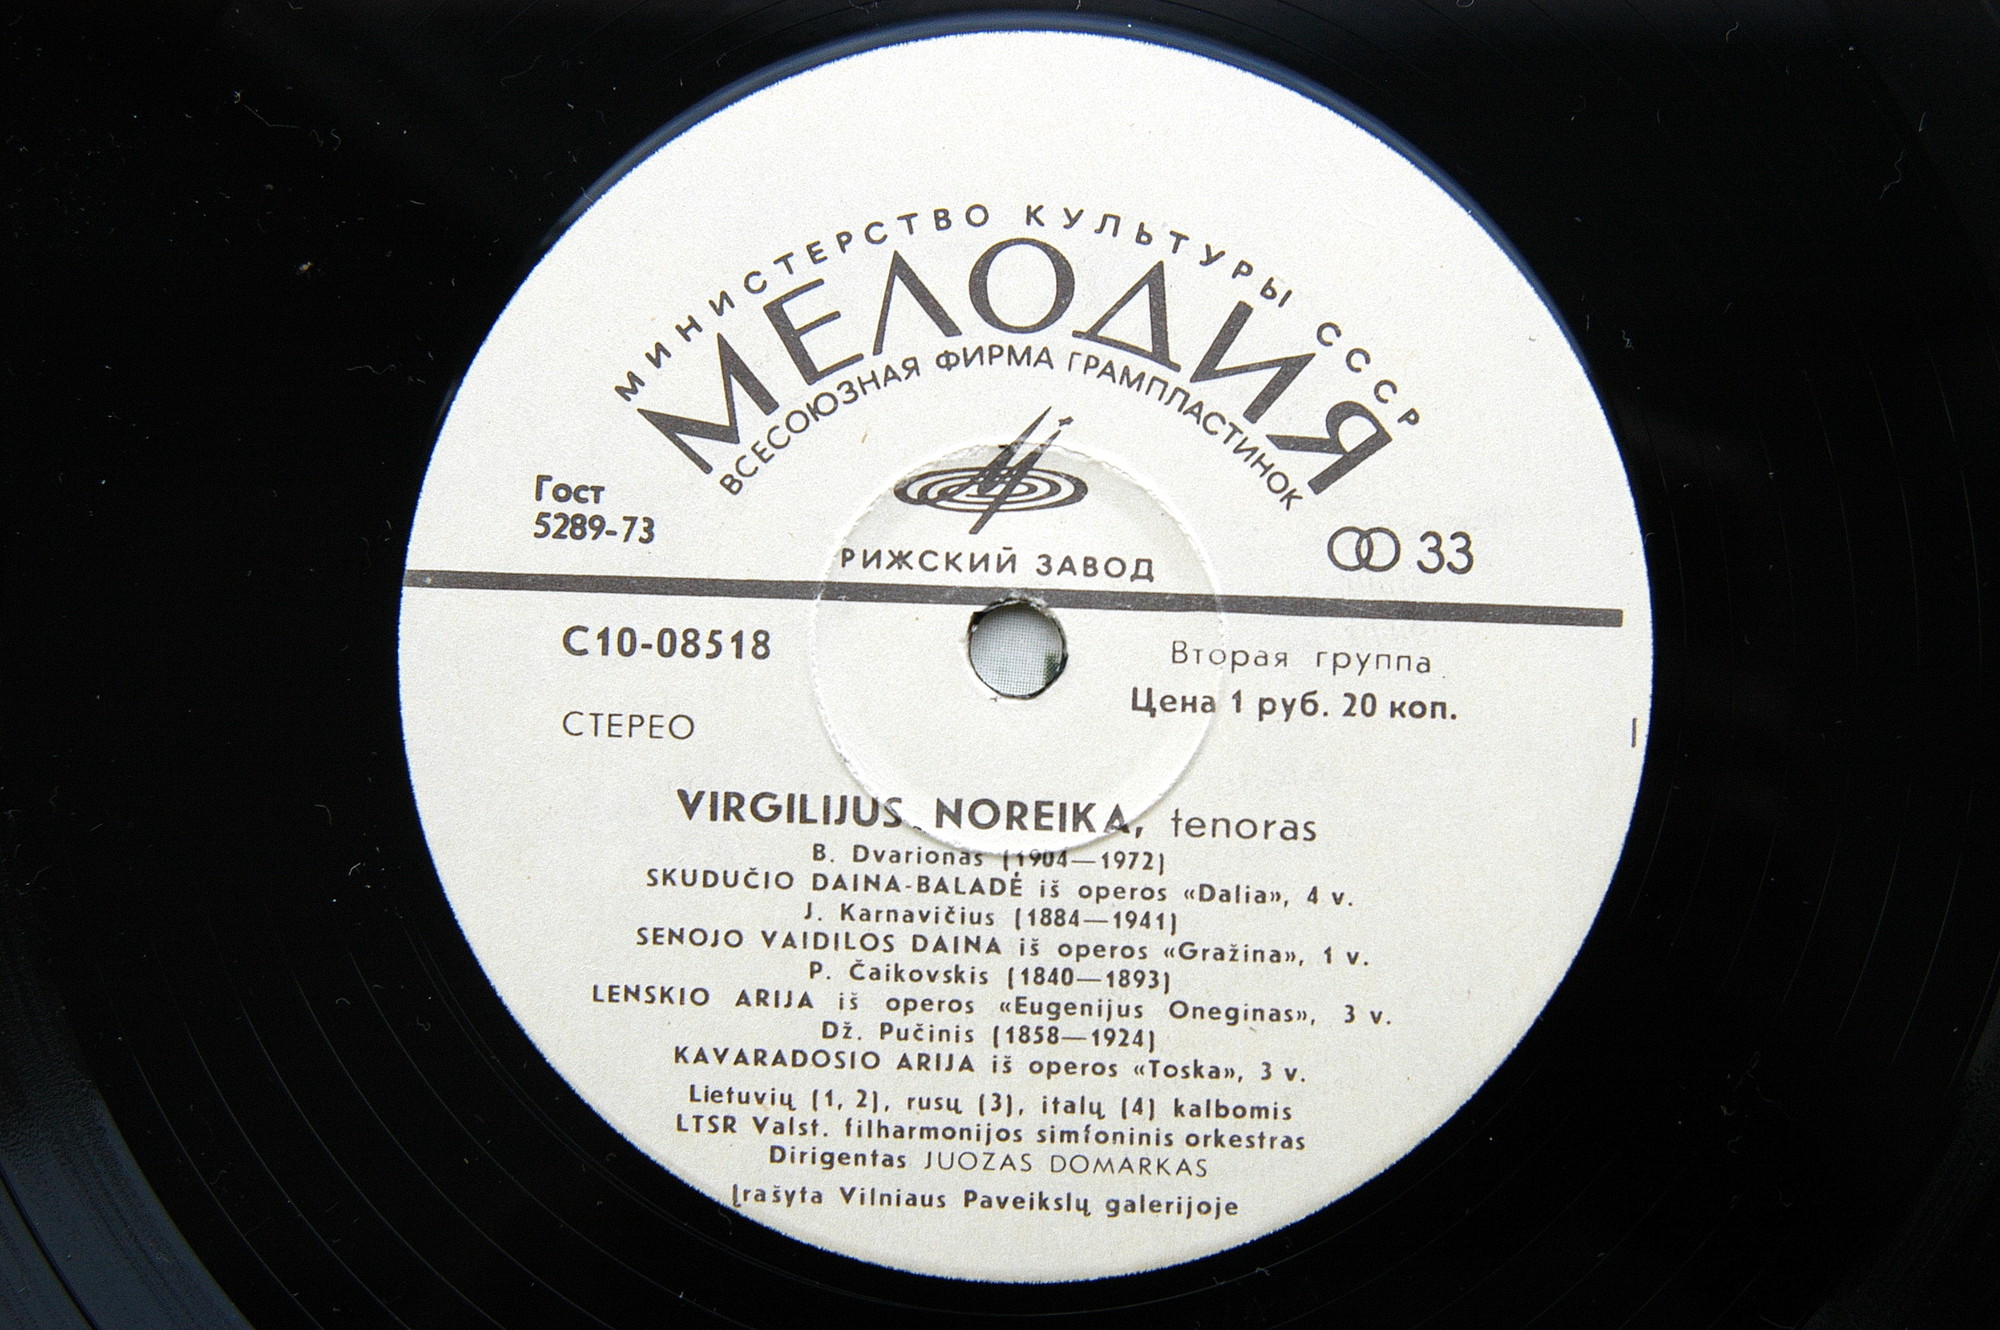 МИНИСТЕРСТВО КУЛЬТУРЫ СССР
МЕЛОДИЯ
ВСЕСОЮЗНАЯ ФИРМА ГРАМПЛАСТИНОК
Гост
5289-73
33
РИЖСКИЙ ЗАВОД
С10-08518
Вторая группа
Цена 1 руб. 20 коп.
СТЕРЕО
VIRGILIJUS NOREIKA, tenoras
B. Dvarionas (1904—1972)
SKUDUČIO DAINA-BALADĖ iš operos «Dalia», 4 v.
J. Karnavičius (1884—1941)
SENOJO VAIDILOS DAINA iš operos «Gražina», 1 v.
P. Čaikovskis (1840—1893)
LENSKIO ARIJA iš operos «Eugenijus Oneginas», 3 v.
Dž. Pučinis (1858—1924)
KAVARADOSIO ARIJA iš operos «Toska», 3 v.
Lietuvių (1, 2), rusų (3), italų (4) kalbomis
LTSR Valst. filharmonijos simfoninis orkestras
Dirigentas JUOZAS DOMARKAS
Įrašyta Vilniaus Paveikslų galerijoje